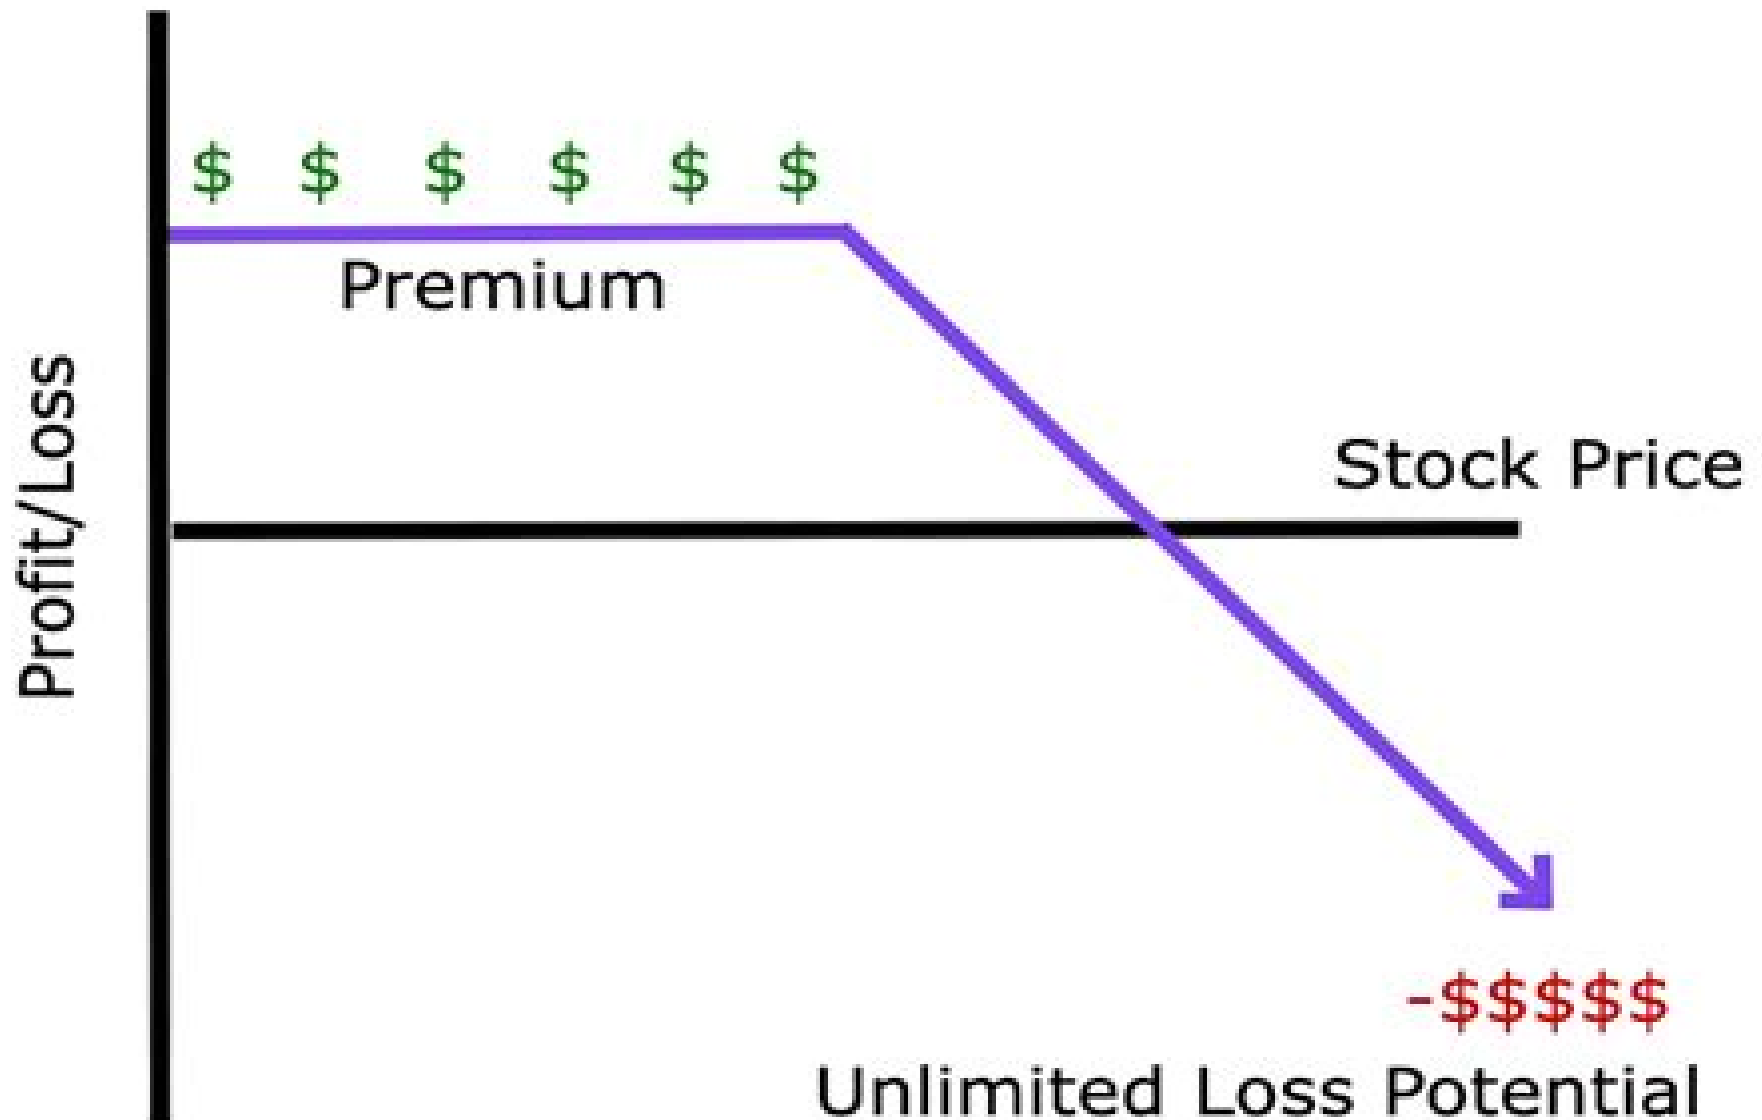 $ $ $ $ $ $
Premium
Profit/Loss
Stock Price
-$$$$$
Unlimited Loss Potential